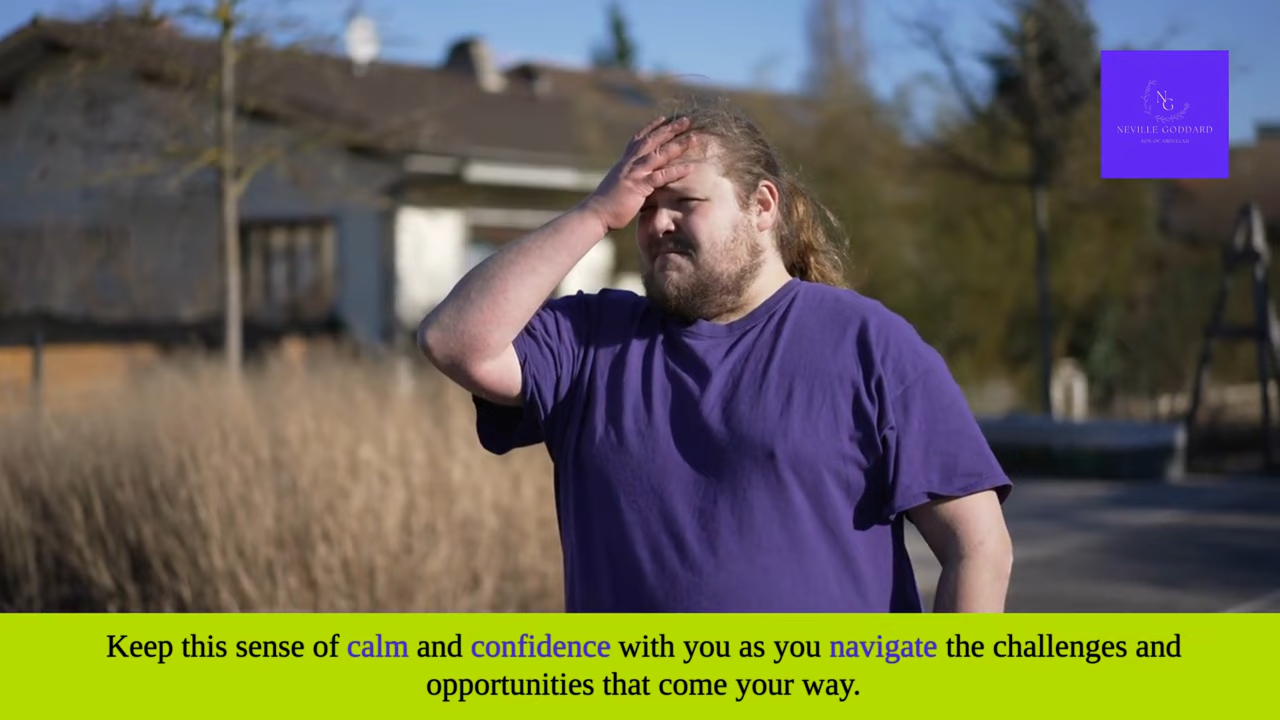 NG
NEVILLE GODDARD
Keep this sense of calm and confidence with you as you navigate the challenges and
opportunities that come your way.